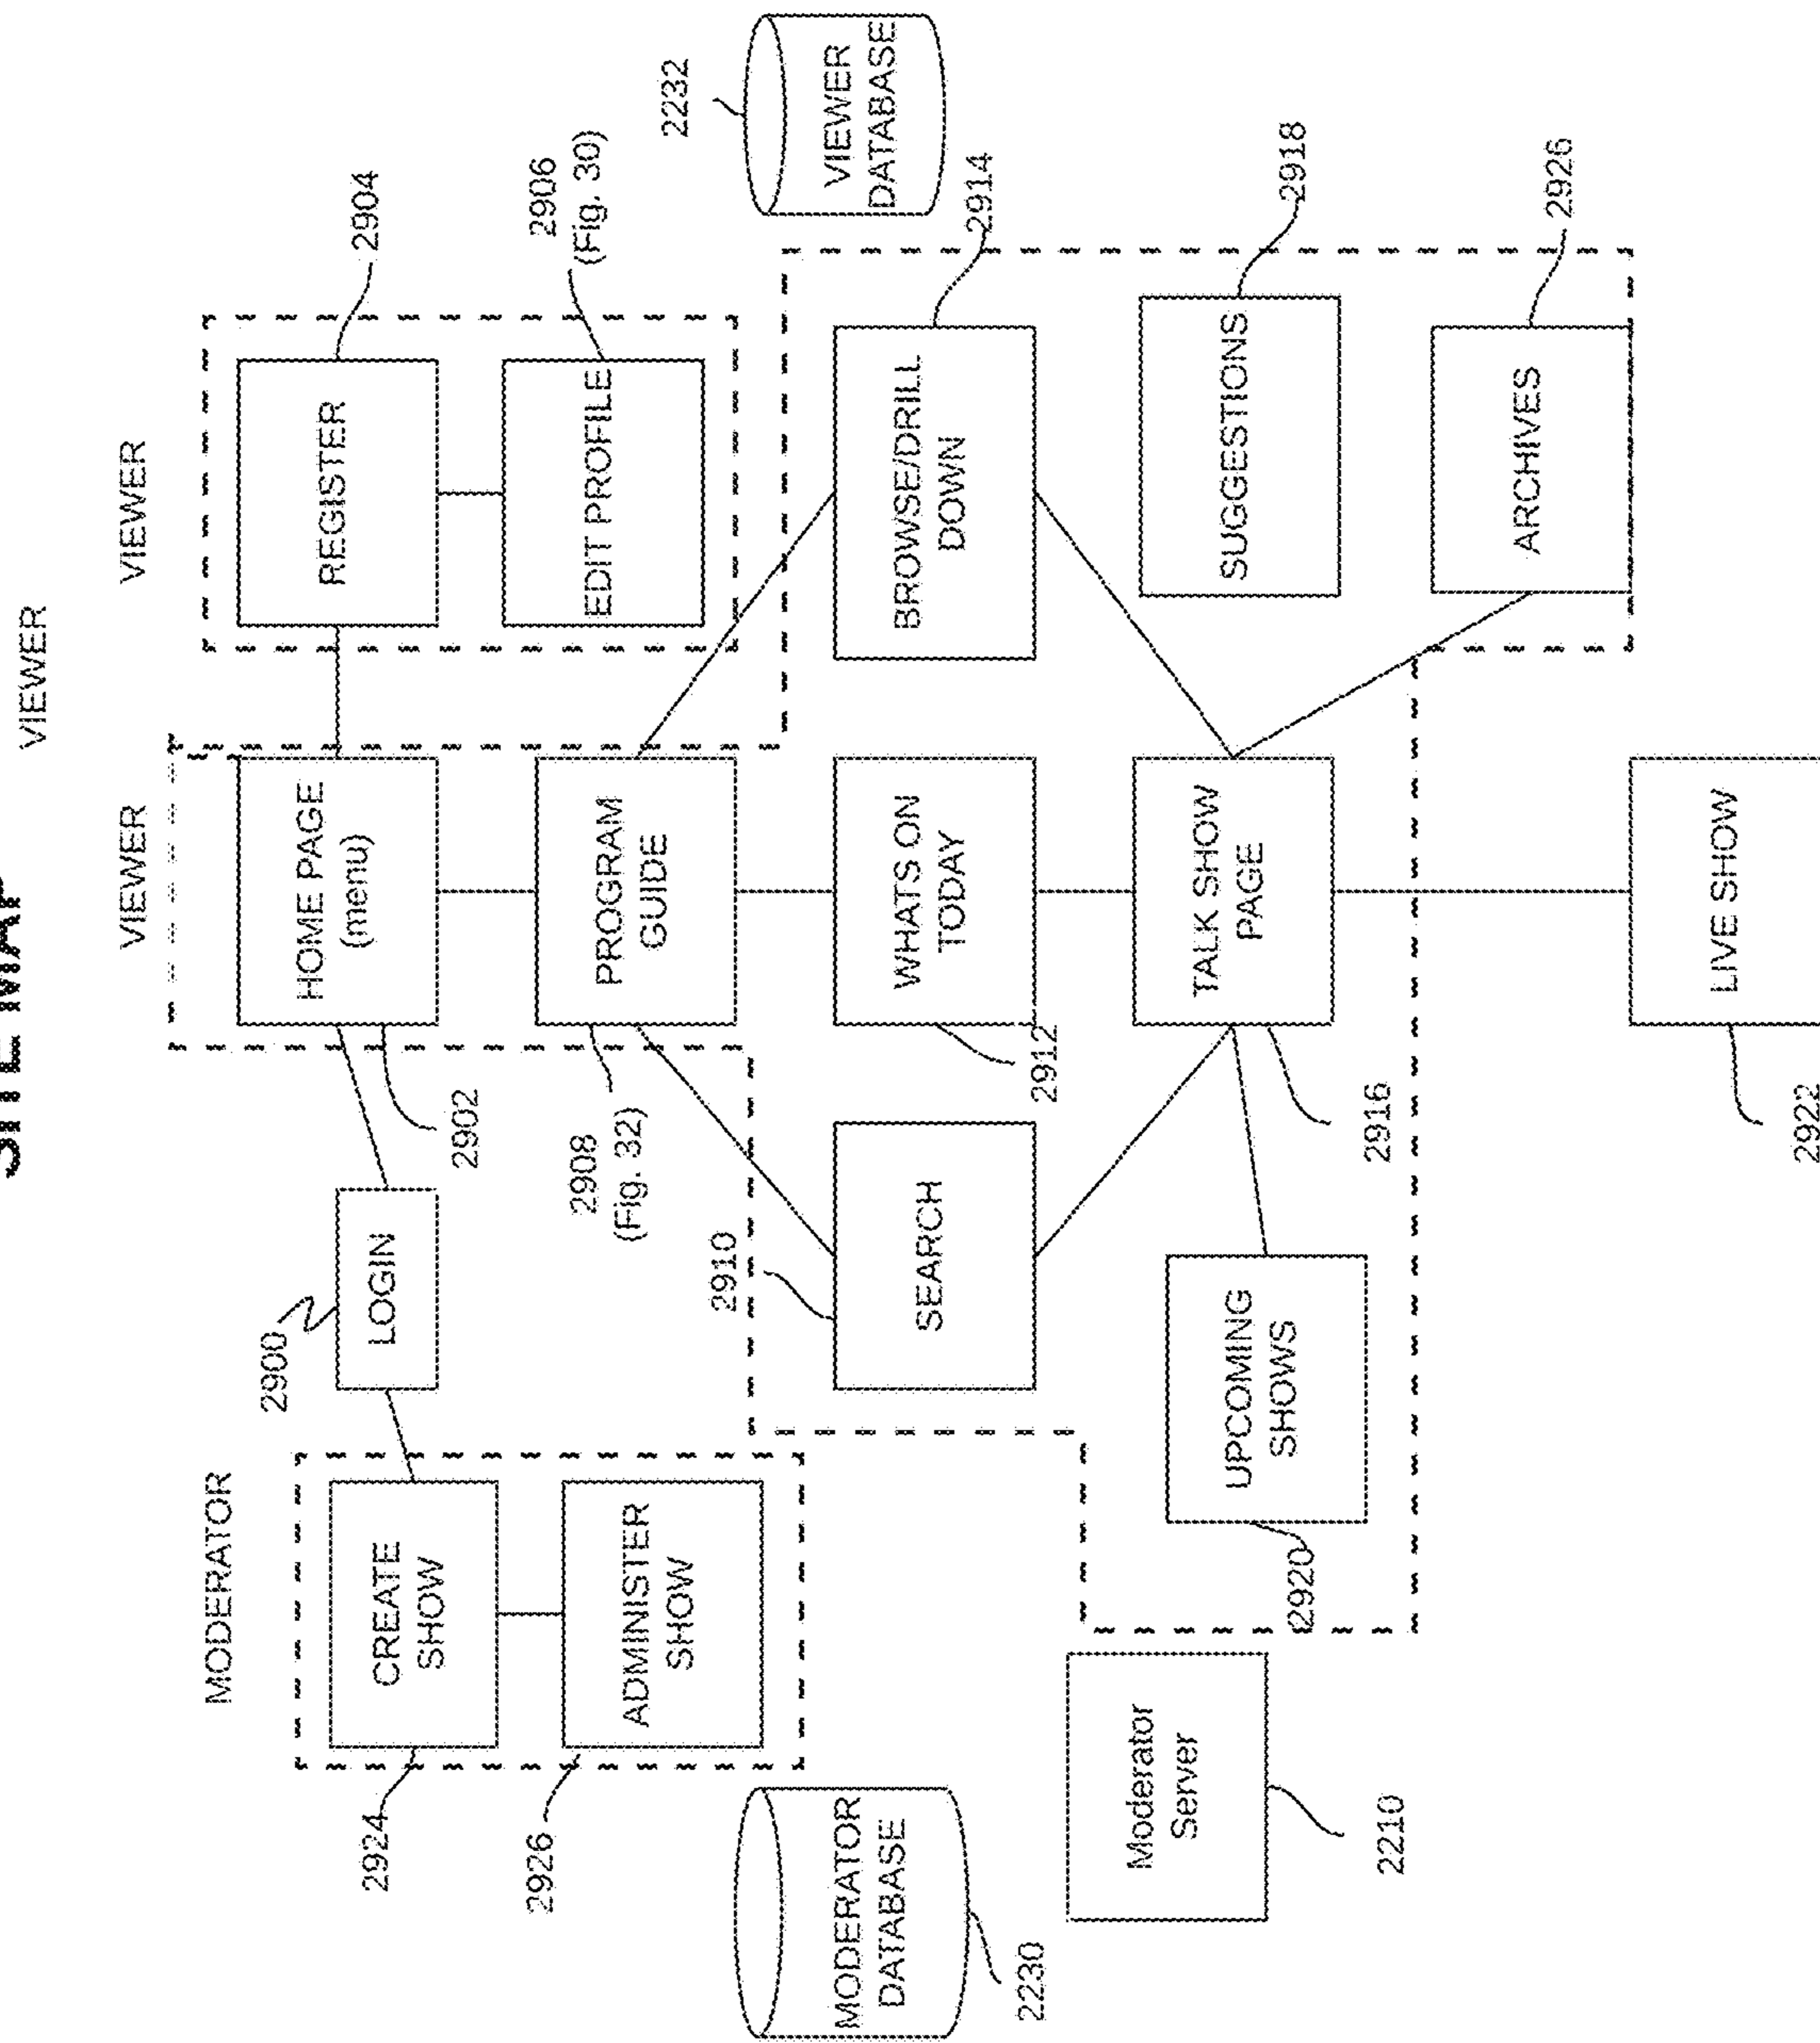 SITE MAP
VIEWER
VIEWER
VIEWER
MODERATOR
2900
LOGIN
HOME PAGE
(menu)
2902
REGISTER
2904
CREATE
SHOW
2924
ADMINISTER
SHOW
2926
2908
(Fig. 32)
PROGRAM
GUIDE
EDIT PROFILE
2906
(Fig. 30)
2232
VIEWER
DATABASE
MODERATOR
DATABASE
2230
2910
SEARCH
WHATS ON
TODAY
2912
BROWSE/DRILL
DOWN
2914
Moderator
Server
2210
UPCOMING
SHOWS
2920
TALK SHOW
PAGE
2916
SUGGESTIONS
2918
ARCHIVES
2926
LIVE SHOW
2922